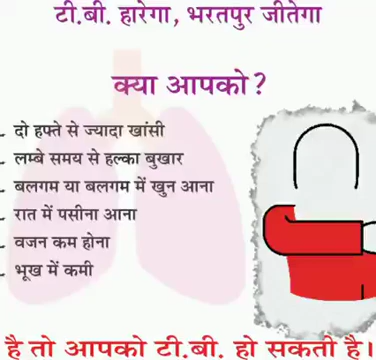 टी.बी. हारेगा, भरतपुर जीतेगा
क्या आपको?
- दो हफ्ते से ज्यादा खांसी
- लम्बे समय से हल्का बुखार
- बलगम या बलगम में खुन आना
- रात में पसीना आना
- वजन कम होना
- भूख में कमी
है तो आपको टी.बी. हो सकती है।